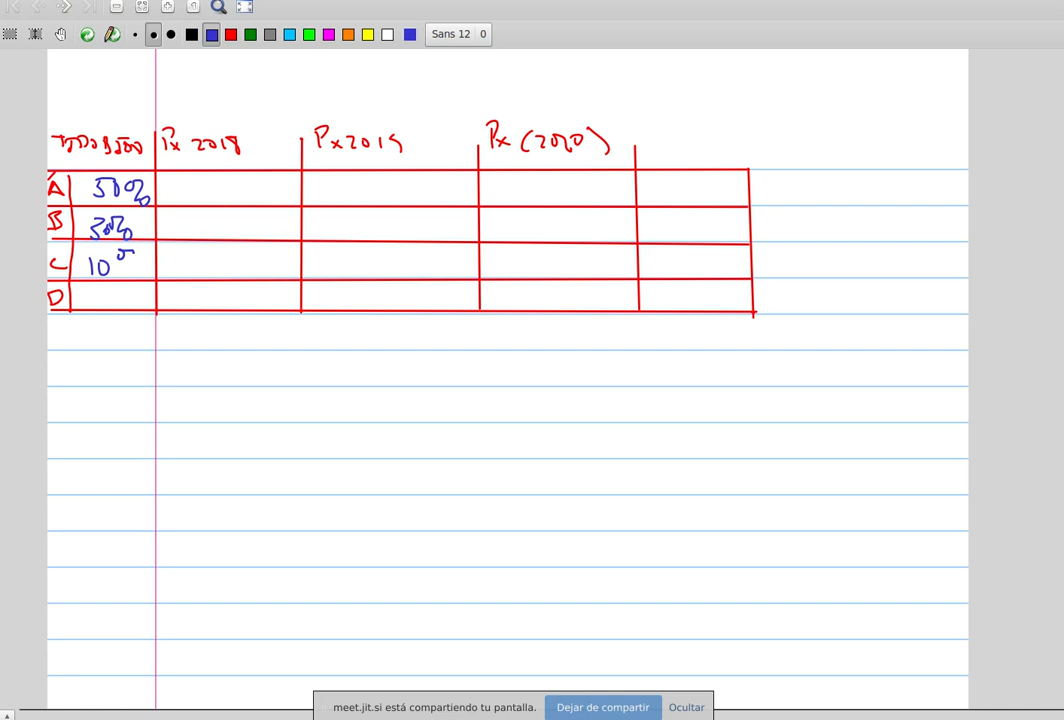 Sans 12 0
Px 2018 Px 2019 Px (2020)
A 50%
B 30%
C 10%
D
meet.jit.si está compartiendo tu pantalla. Dejar de compartir Ocultar